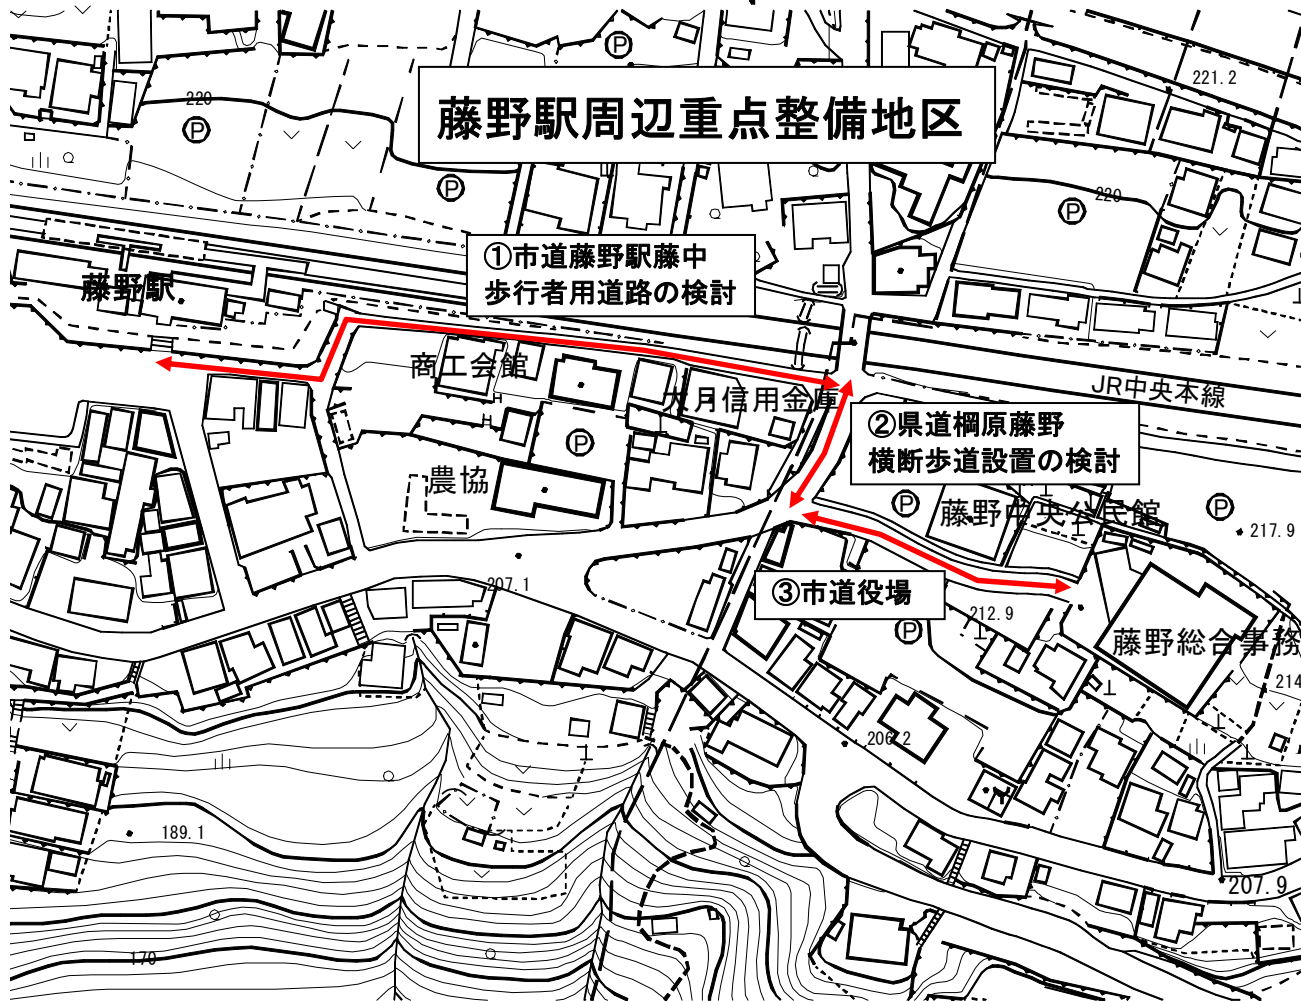 221.2
220
Ⓟ
Ⓟ
藤野駅周辺重点整備地区
Ⓟ
220
Ⓟ
①市道藤野駅藤中
歩行者用道路の検討
藤野駅
商工会館
大月信用金庫
JR中央本線
②県道棡原藤野
横断歩道設置の検討
Ⓟ
農協
Ⓟ
藤野中央公民館
Ⓟ
217.9
207.1
③市道役場
212.9
Ⓟ
藤野総合事務
214
206.2
189.1
207.9
170